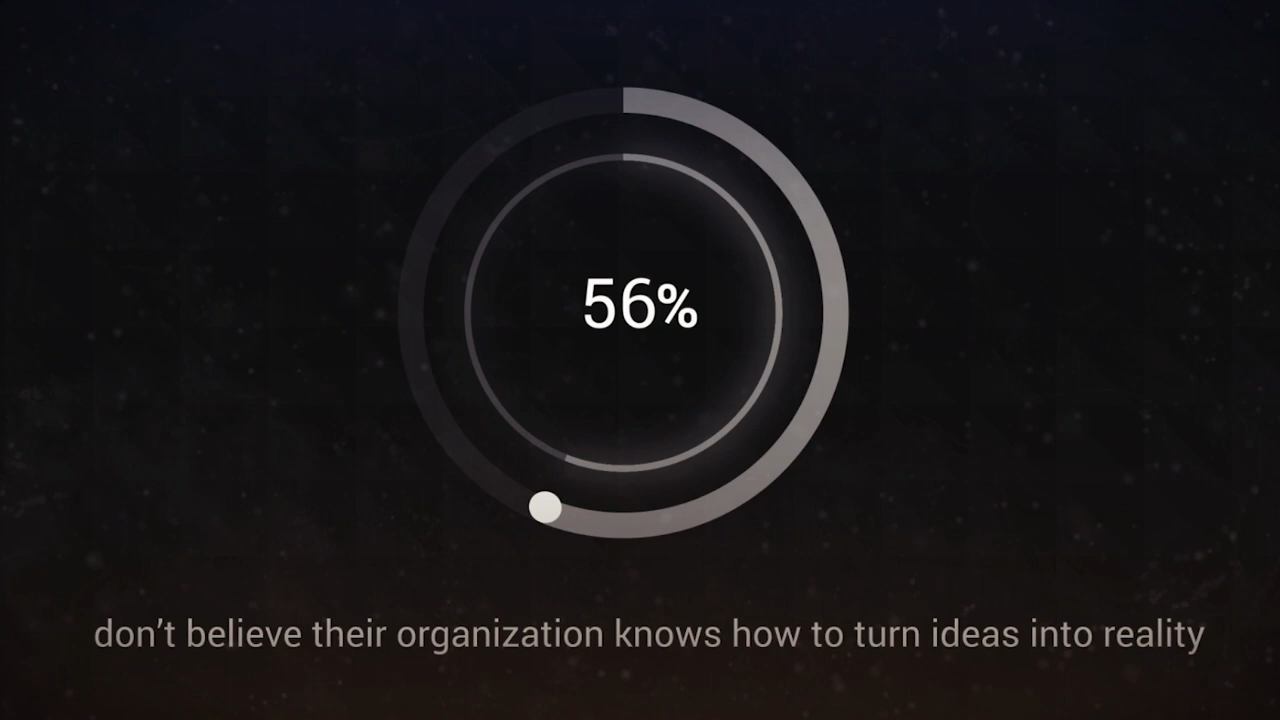 56%
don’t believe their organization knows how to turn ideas into reality